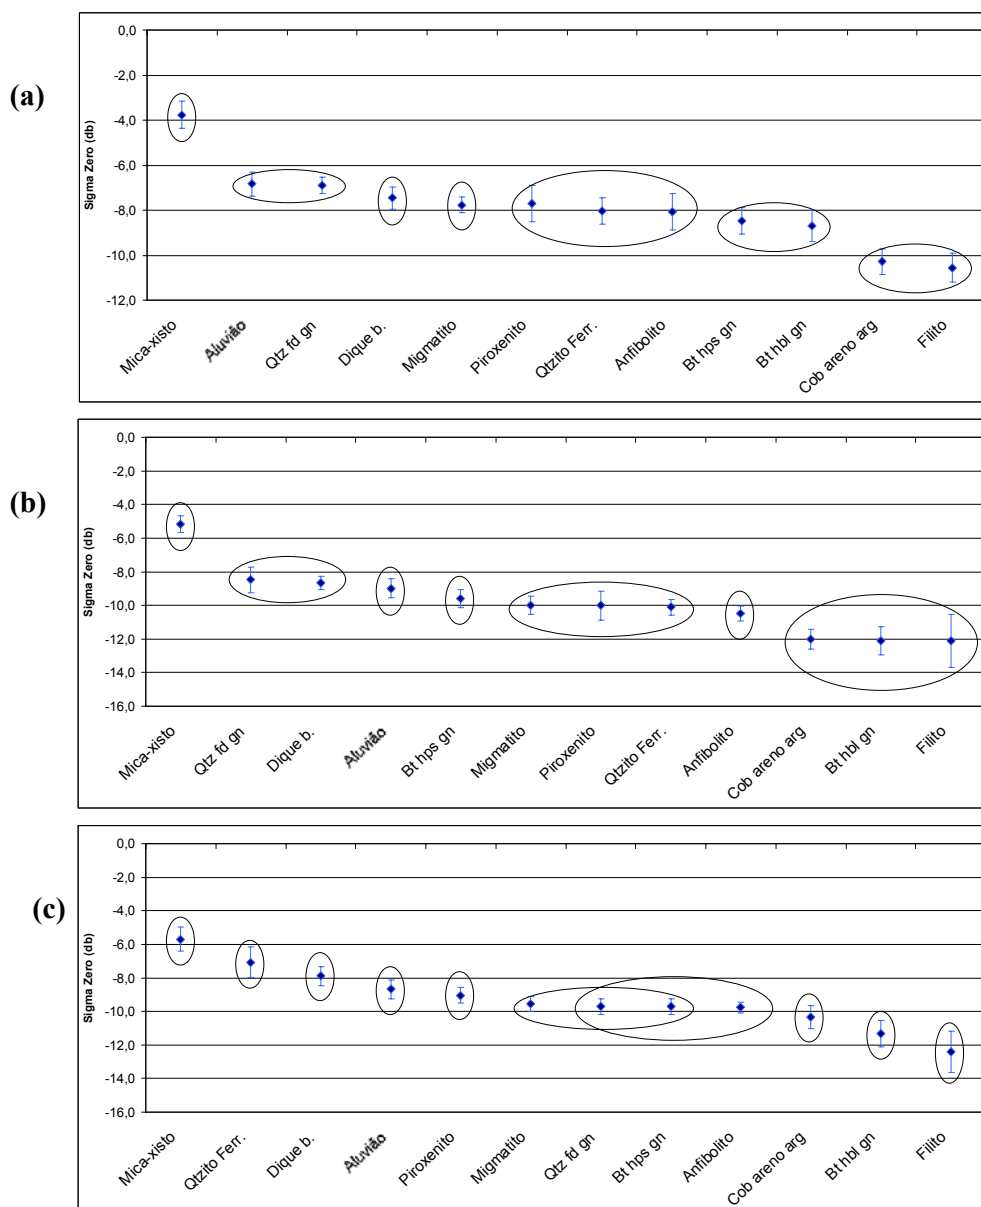 (a)
Sigma Zero (db)
0,0
-2,0
-4,0
-6,0
-8,0
-10,0
-12,0
Mica-xisto
Aluvião
Qtz fd gn
Dique b.
Migmatito
Piroxenito
Qtzito Ferr.
Anfibolito
Bt hps gn
Bt hbl gn
Cob areno arg
Filito
(b)
Sigma Zero (db)
0,0
-2,0
-4,0
-6,0
-8,0
-10,0
-12,0
-14,0
-16,0
Mica-xisto
Qtz fd gn
Dique b.
Aluvião
Bt hps gn
Migmatito
Piroxenito
Qtzito Ferr.
Anfibolito
Cob areno arg
Bt hbl gn
Filito
(c)
Sigma Zero (db)
0,0
-2,0
-4,0
-6,0
-8,0
-10,0
-12,0
-14,0
-16,0
Mica-xisto
Qtzito Ferr.
Dique b.
Aluvião
Piroxenito
Migmatito
Qtz fd gn
Bt hps gn
Anfibolito
Cob areno arg
Bt hbl gn
Filito